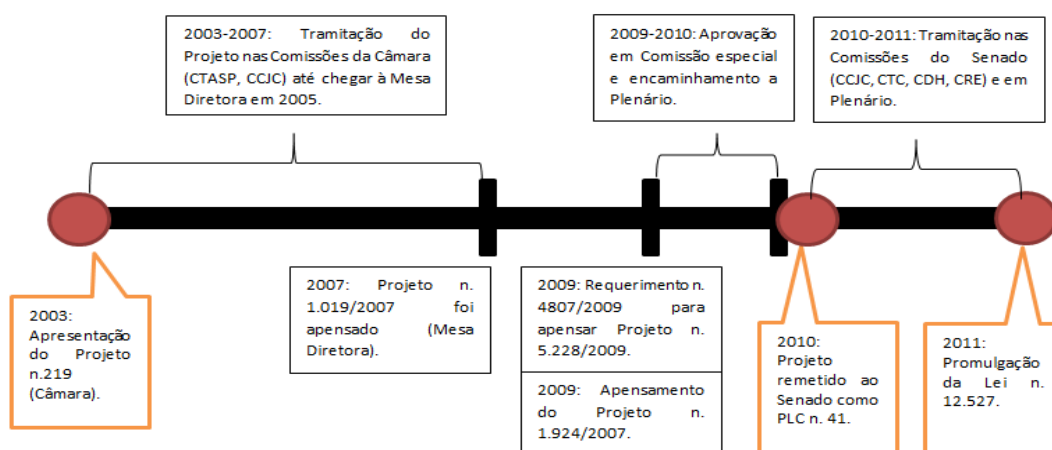 2003-2007: Tramitação do
Projeto nas Comissões da Câmara
(CTASP, CCJC) até chegar à Mesa
Diretora em 2005.
2009-2010: Aprovação
em Comissão especial
e encaminhamento a
Plenário.
2010-2011: Tramitação nas
Comissões do Senado
(CCJC, CTC, CDH, CRE) e em
Plenário.
2003:
Apresentação
do Projeto
n.219
(Câmara).
2007: Projeto n.
1.019/2007 foi
apensado (Mesa
Diretora).
2009: Requerimento n.
4807/2009 para
apensar Projeto n.
5.228/2009.
2009: Apensamento
do Projeto n.
1.924/2007.
2010:
Projeto
remetido ao
Senado como
PLC n. 41.
2011:
Promulgação
da Lei n.
12.527.